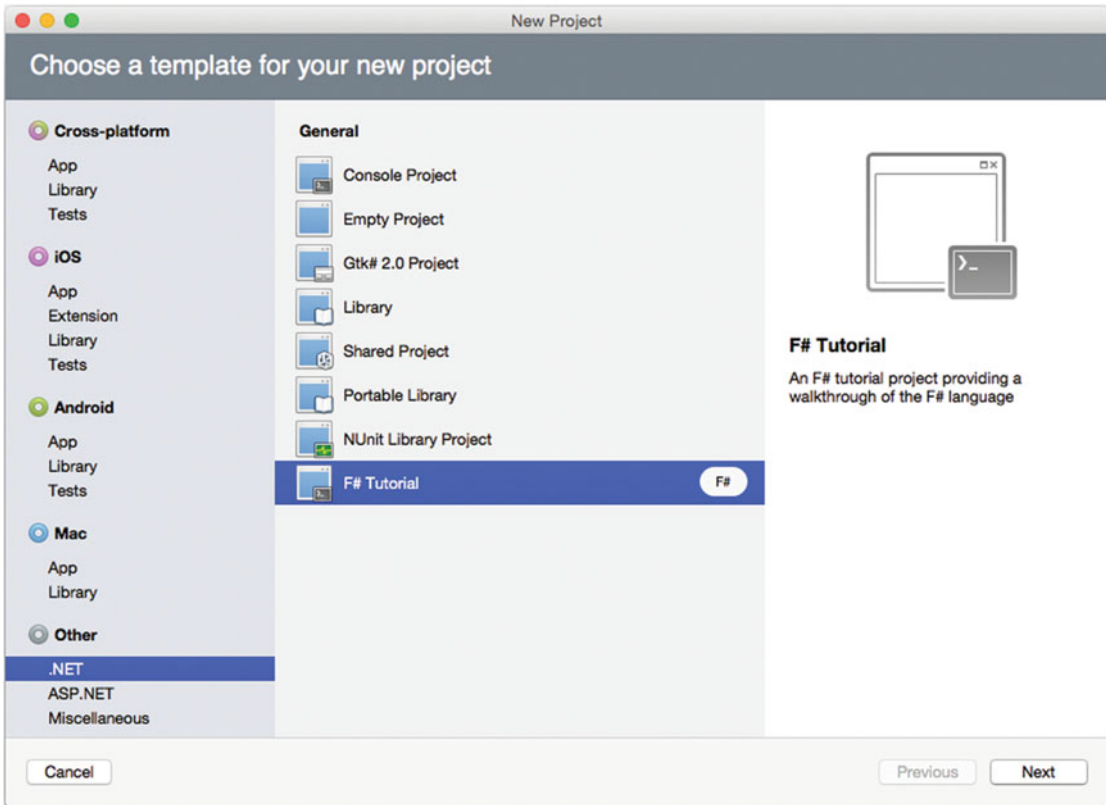 New Project
Choose a template for your new project
Cross-platform
App
Library
Tests
iOS
App
Extension
Library
Tests
Android
App
Library
Tests
Mac
App
Library
Other
.NET
ASP.NET
Miscellaneous
General
Console Project
Empty Project
Gtk# 2.0 Project
Library
Shared Project
Portable Library
NUnit Library Project
F# Tutorial
F#
F# Tutorial
An F# tutorial project providing a
walkthrough of the F# language
Cancel
Previous
Next